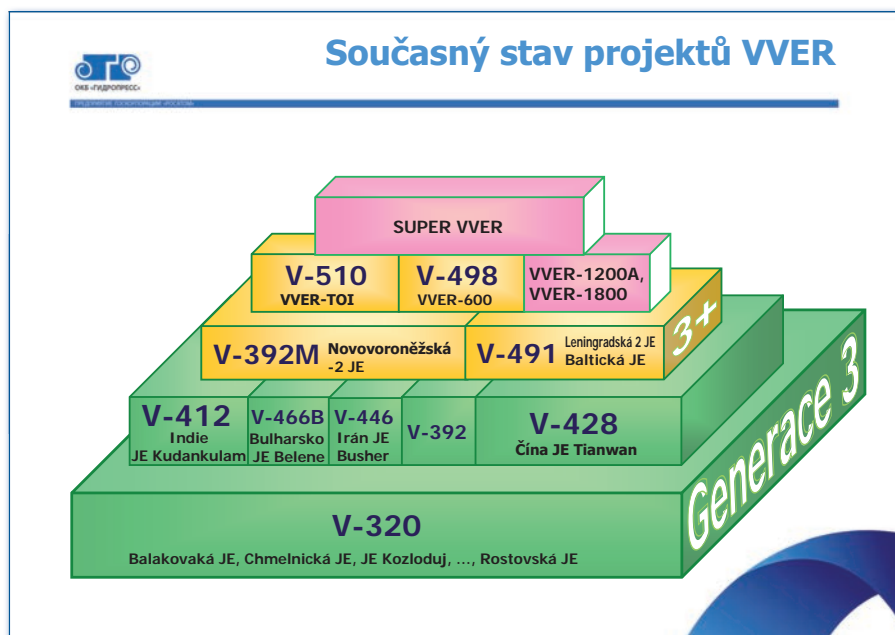 Současný stav projektů VVER
ОКБ «ГИДРОПРЕСС»
ПРЕДПРИЯТИЕ ГОСКОРПОРАЦИИ «РОСАТОМ»
SUPER VVER
V-510
VVER-TOI
V-498
VVER-600
VVER-1200A,
VVER-1800
V-392M
Novovoroněžská
-2 JE
V-491
Leningradská 2 JE
Baltická JE
3+
V-412
Indie
JE Kudankulam
V-466B
Bulharsko
JE Belene
V-446
Irán JE
Busher
V-392
V-428
Čína JE Tianwan
Generace 3
V-320
Balakovaká JE, Chmelnická JE, JE Kozloduj, ..., Rostovská JE